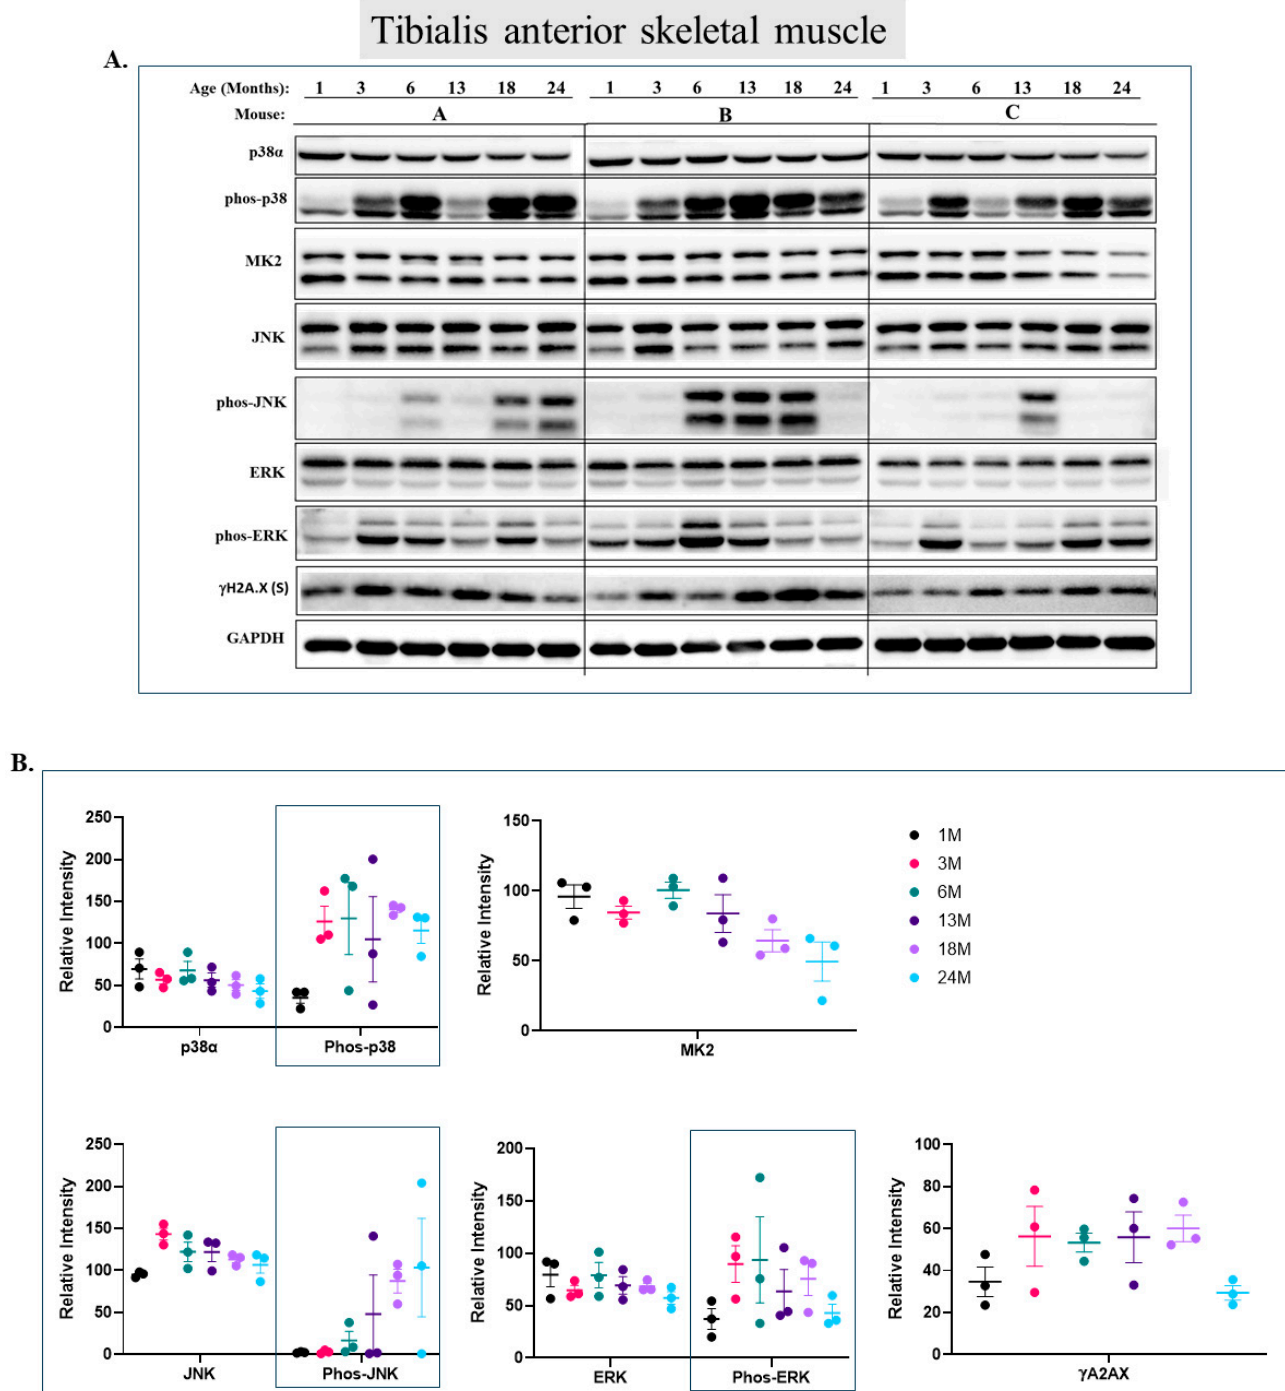 Tibialis anterior skeletal muscle
A.
Age (Months): 1 3 6 13 18 24 1 3 6 13 18 24 1 3 6 13 18 24
Mouse: A B C
p38α
phos-p38
MK2
JNK
phos-JNK
ERK
phos-ERK
γH2A.X (S)
GAPDH
B.
Relative Intensity
250
200
150
100
50
0
p38α Phos-p38
Relative Intensity
150
100
50
0
MK2
1M
3M
6M
13M
18M
24M
Relative Intensity
250
200
150
100
50
0
JNK Phos-JNK
Relative Intensity
200
150
100
50
0
ERK Phos-ERK
Relative Intensity
100
80
60
40
20
0
γA2AX